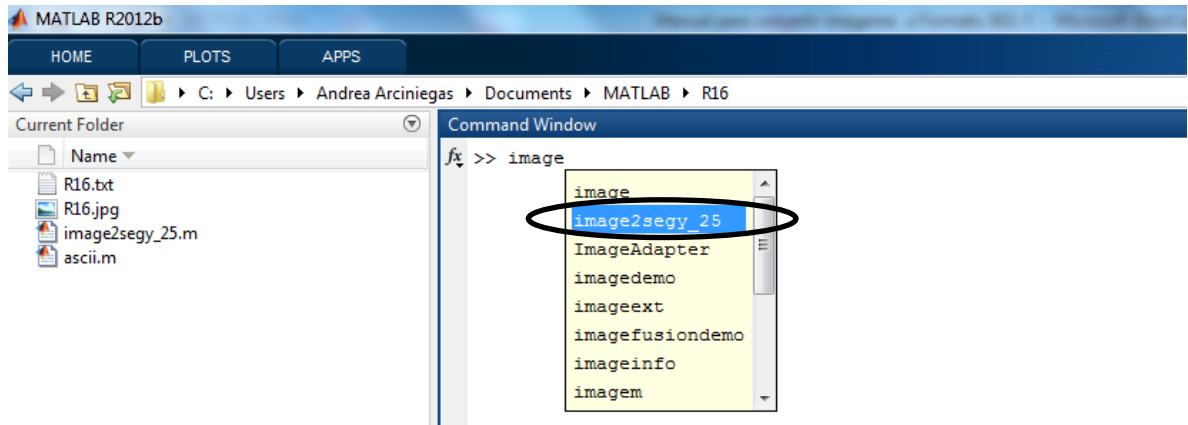 MATLAB R2012b
HOME PLOTS APPS
C: Users Andrea Arciniegas Documents MATLAB R16
Current Folder
Name
R16.txt
R16.jpg
image2segy_25.m
ascii.m
Command Window
fx >> image
image
image2segy_25
ImageAdapter
imagedemo
imageext
imagefusiondemo
imageinfo
imagem